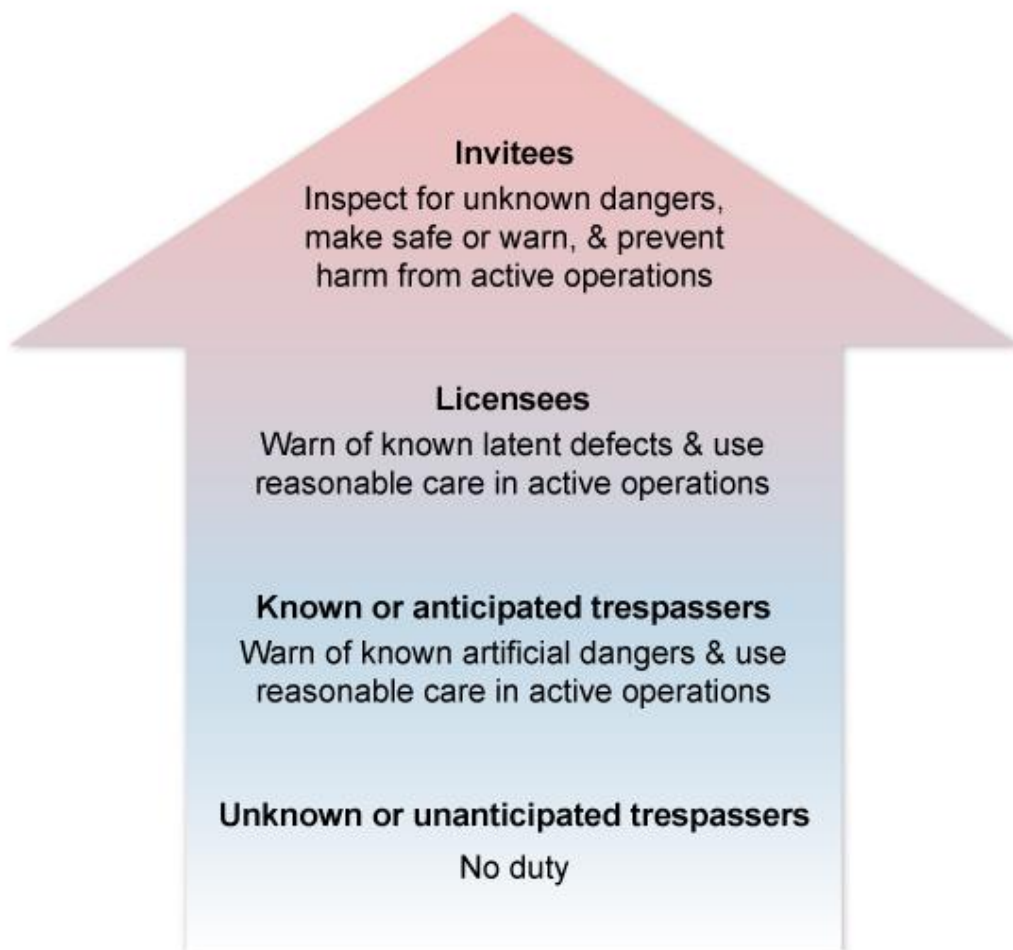 Invitees
Inspect for unknown dangers,
make safe or warn, & prevent
harm from active operations
Licensees
Warn of known latent defects & use
reasonable care in active operations
Known or anticipated trespassers
Warn of known artificial dangers & use
reasonable care in active operations
Unknown or unanticipated trespassers
No duty